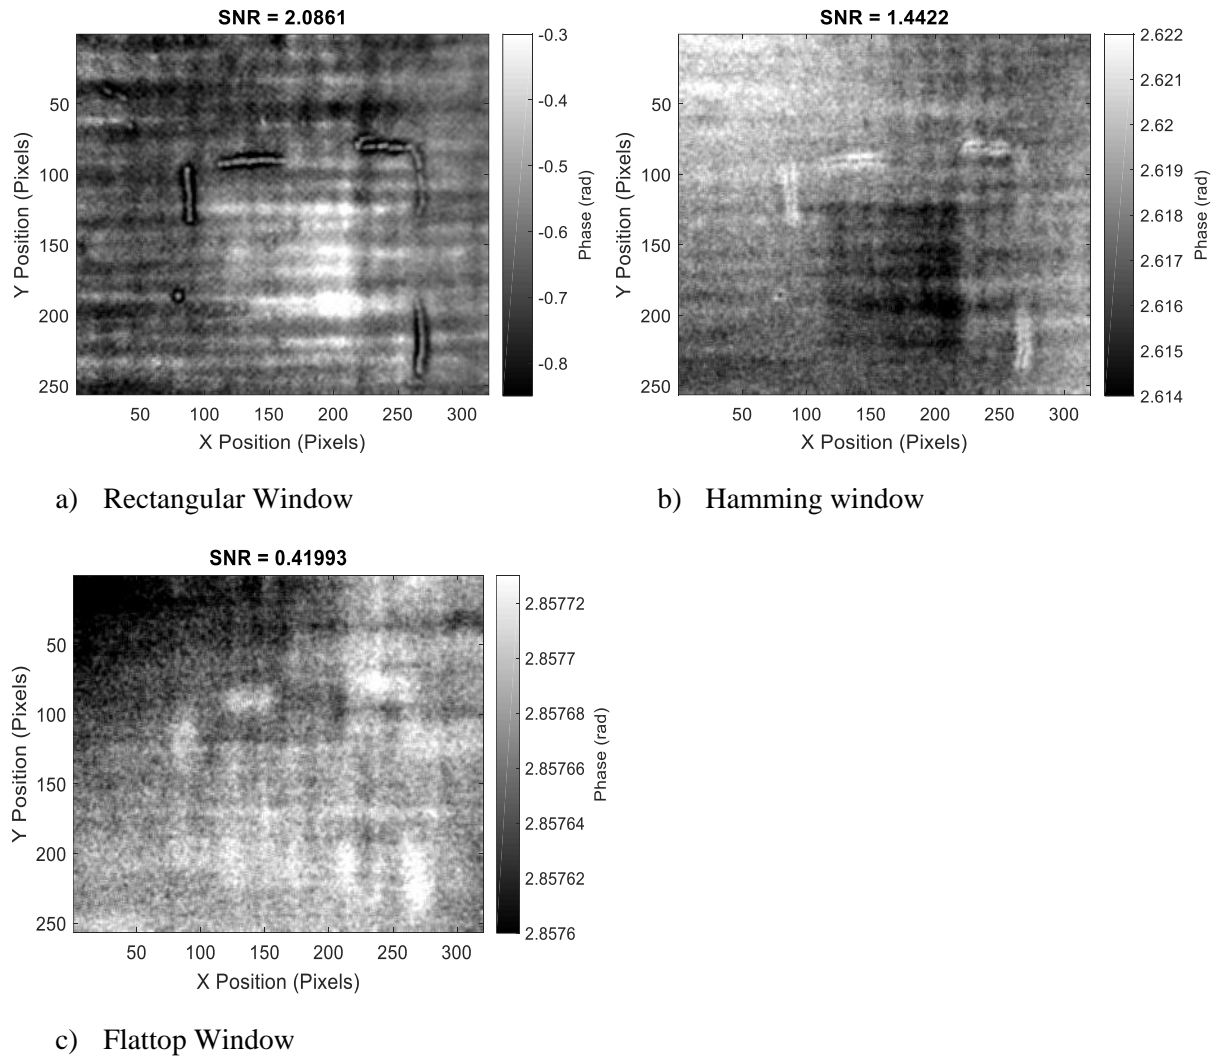 SNR = 2.0861
-0.3
-0.4
-0.5
-0.6
-0.7
-0.8
Phase (rad)
50
100
150
200
250
Y Position (Pixels)
50 100 150 200 250 300
X Position (Pixels)
a) Rectangular Window
SNR = 1.4422
2.622
2.621
2.62
2.619
2.618
2.617
2.616
2.615
2.614
Phase (rad)
50
100
150
200
250
Y Position (Pixels)
50 100 150 200 250 300
X Position (Pixels)
b) Hamming window
SNR = 0.41993
2.85772
2.8577
2.85768
2.85766
2.85764
2.85762
2.8576
Phase (rad)
50
100
150
200
250
Y Position (Pixels)
50 100 150 200 250 300
X Position (Pixels)
c) Flattop Window